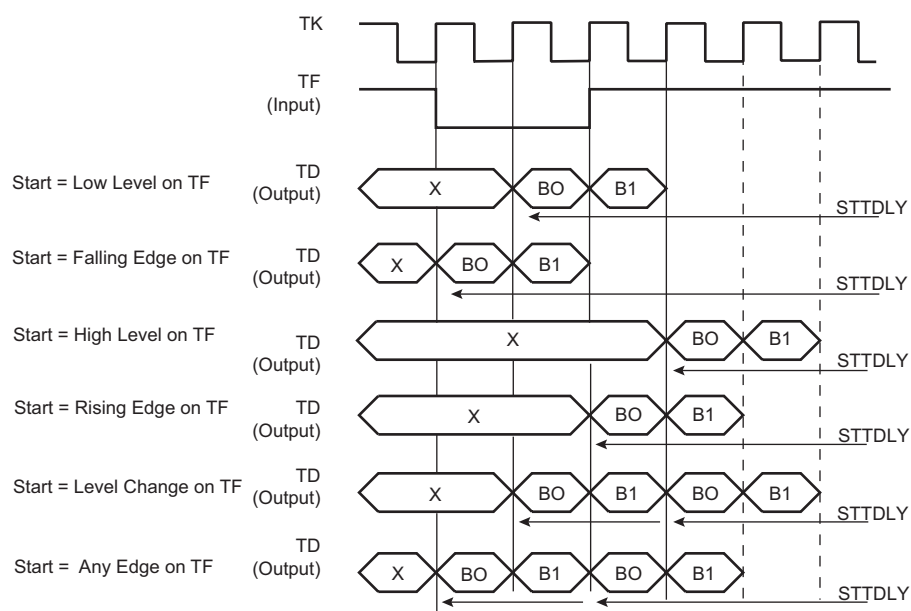 TK
TF
(Input)
Start = Low Level on TF
TD
(Output)
X
BO
B1
STTDLY
Start = Falling Edge on TF
TD
(Output)
X
BO
B1
STTDLY
Start = High Level on TF
TD
(Output)
X
BO
B1
STTDLY
Start = Rising Edge on TF
TD
(Output)
X
BO
B1
STTDLY
Start = Level Change on TF
TD
(Output)
X
BO
B1
BO
B1
STTDLY
Start = Any Edge on TF
TD
(Output)
X
BO
B1
BO
B1
STTDLY